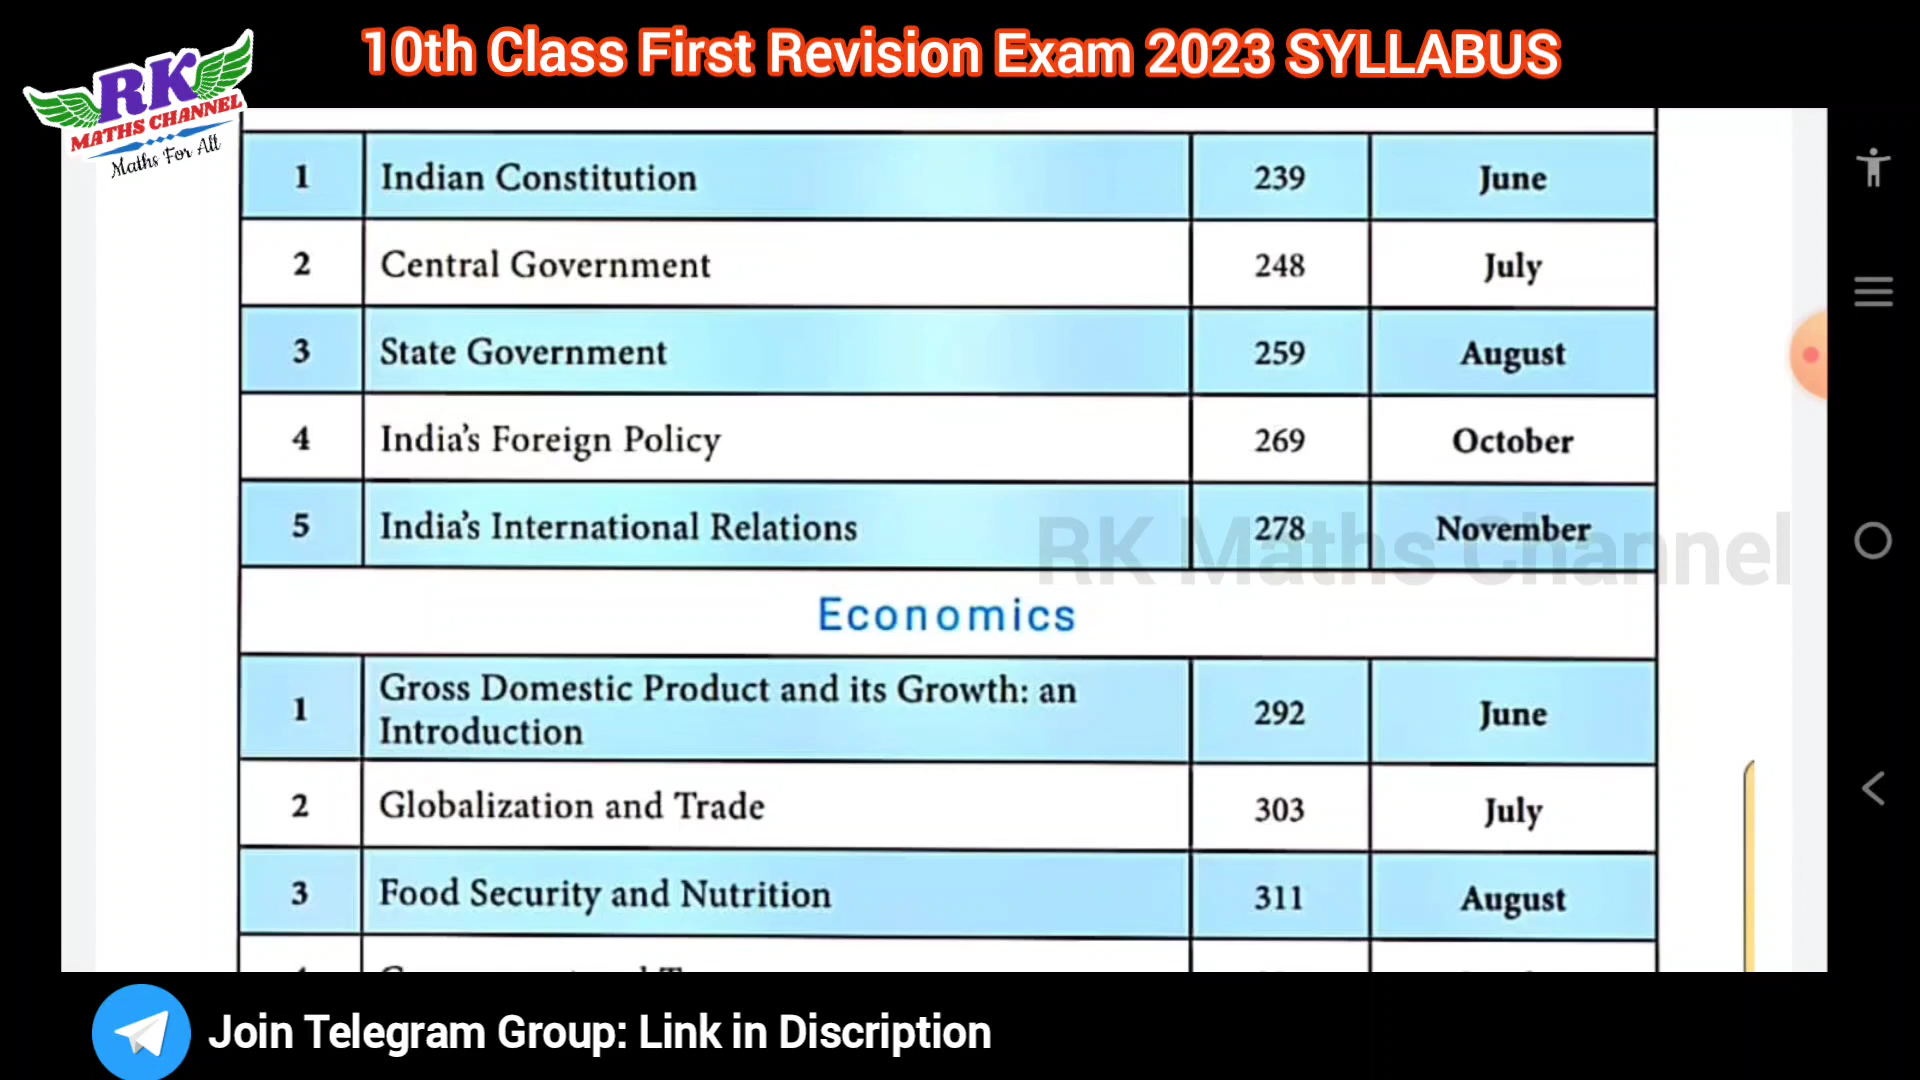 10th Class First Revision Exam 2023 SYLLABUS
RK
MATHS CHANNEL
Maths For All
1 Indian Constitution 239 June
2 Central Government 248 July
3 State Government 259 August
4 India's Foreign Policy 269 October
5 India's International Relations 278 November
RK Maths Channel
Economics
1 Gross Domestic Product and its Growth: an
Introduction 292 June
2 Globalization and Trade 303 July
3 Food Security and Nutrition 311 August
Join Telegram Group: Link in Discription